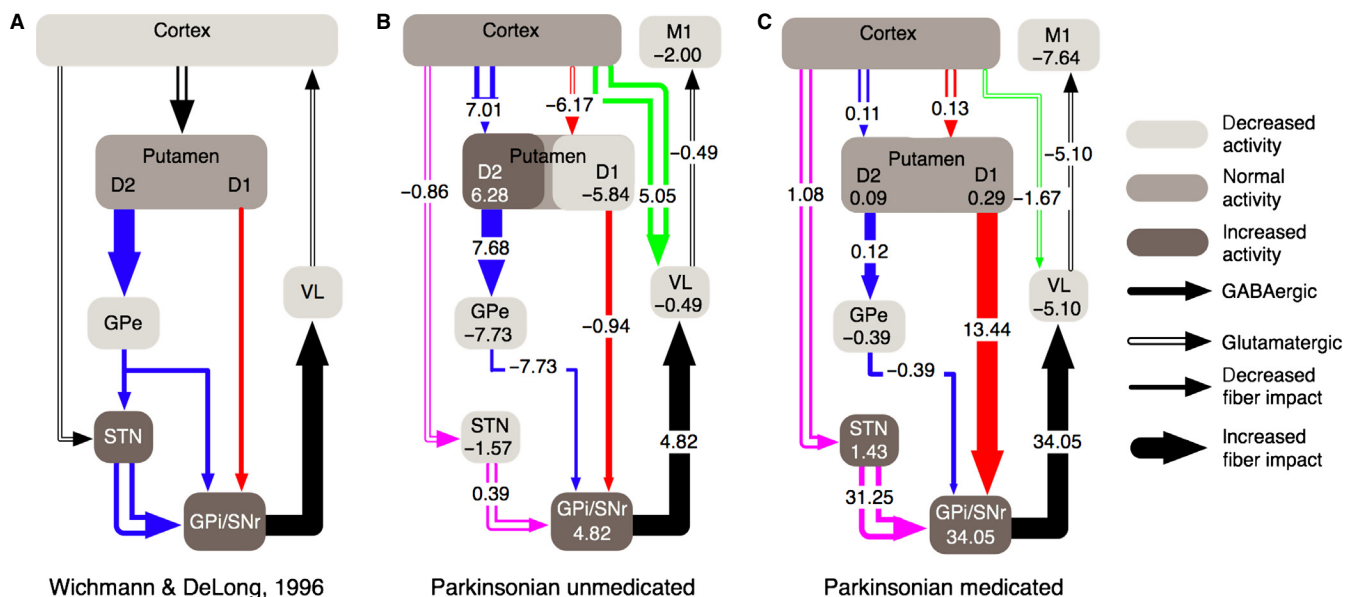 A
Cortex
Putamen
D2
D1
GPe
VL
STN
GPi/SNr
Wichmann & DeLong, 1996
B
Cortex
M1
−2.00
7.01
−6.17
−0.86
−0.49
Putamen
D2
6.28
D1
−5.84
5.05
7.68
VL
−0.49
GPe
−7.73
−0.94
−7.73
STN
−1.57
4.82
0.39
GPi/SNr
4.82
Parkinsonian unmedicated
C
Cortex
M1
−7.64
0.11
0.13
−5.10
Putamen
1.08
D2
0.09
D1
0.29
−1.67
0.12
VL
−5.10
GPe
−0.39
13.44
−0.39
STN
1.43
34.05
31.25
GPi/SNr
34.05
Parkinsonian medicated
Decreased
activity
Normal
activity
Increased
activity
GABAergic
Glutamatergic
Decreased
fiber impact
Increased
fiber impact